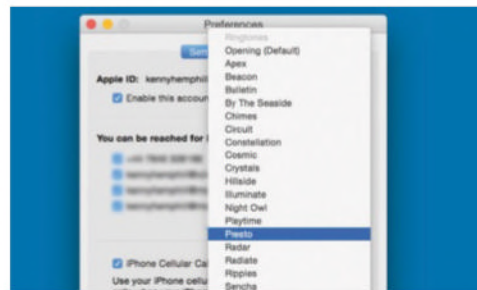 Preferences
Ringtones
Opening (Default)
Apex
Beacon
Bulletin
By The Seaside
Chimes
Circuit
Constellation
Cosmic
Crystals
Hillside
Illuminate
Night Owl
Playtime
Presto
Radar
Radiate
Ripples
Sencha
Apple ID: kennyhemphill
Enable this accoun
You can be reached for
iPhone Cellular Ca
Use your iPhone cellu